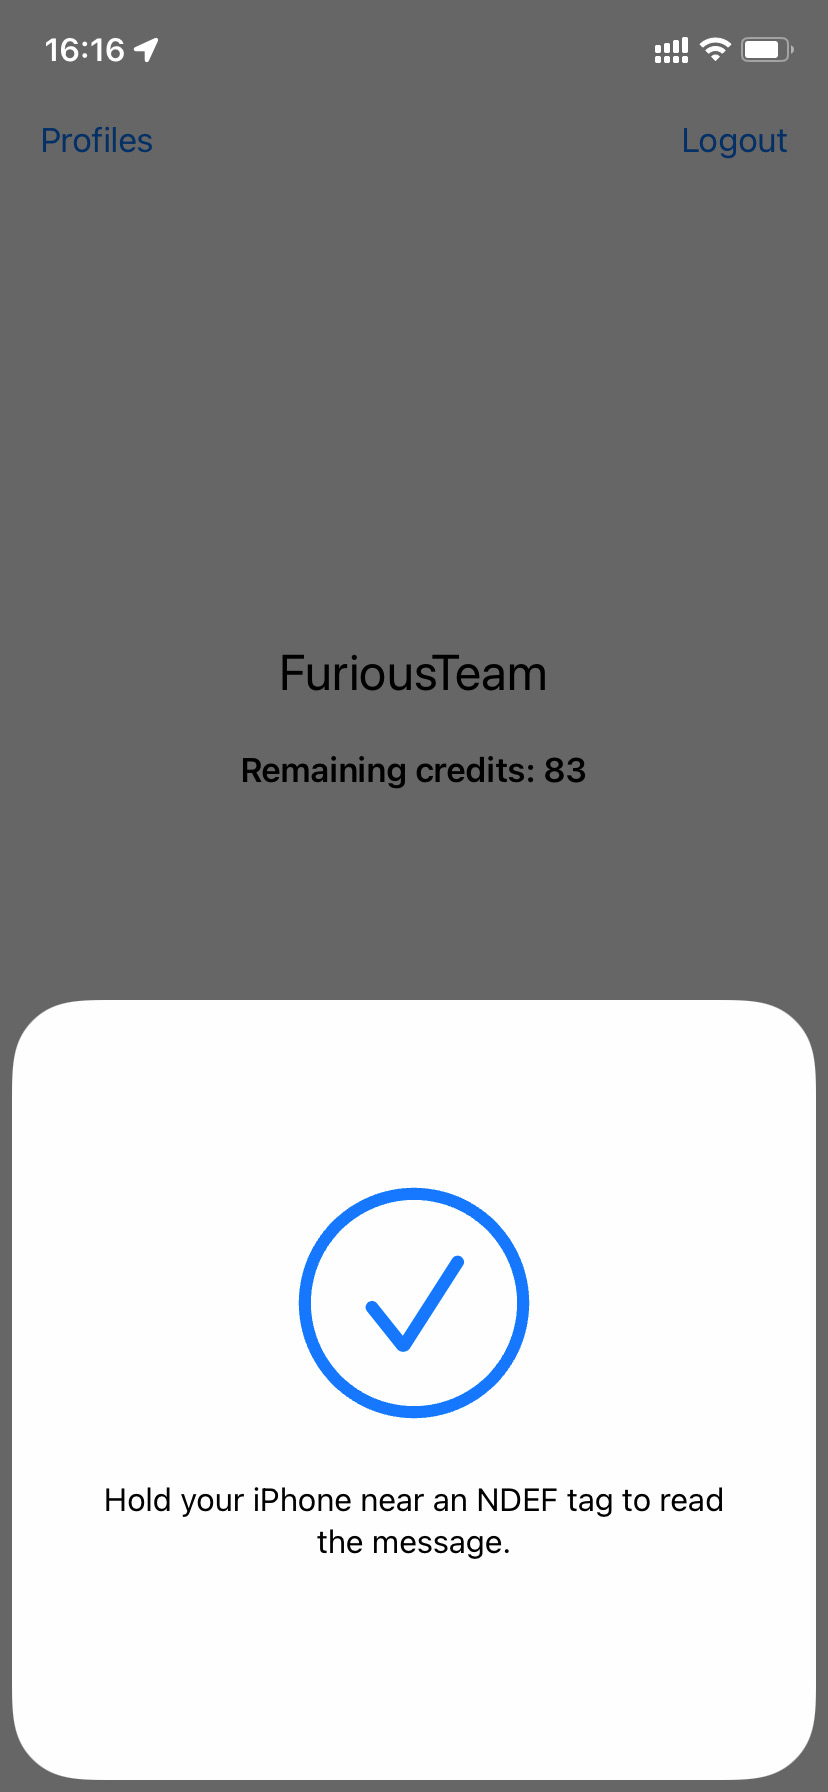 16:16
Profiles
Logout
FuriousTeam
Remaining credits: 83
Hold your iPhone near an NDEF tag to read
the message.